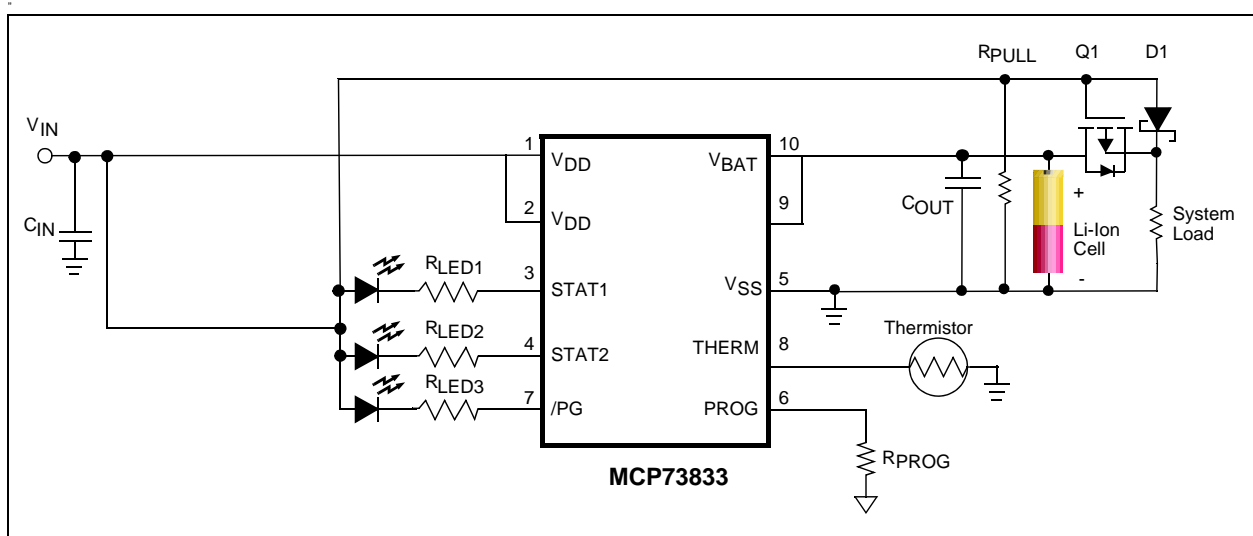 "
RPULL Q1 D1
VIN
1 VDD
VBAT 10
2 VDD
9
COUT
+
Li-Ion
Cell
-
System
Load
CIN
RLED1
3 STAT1
VSS 5
RLED2
4 STAT2
THERM 8
Thermistor
RLED3
7 /PG
PROG 6
RPROG
MCP73833